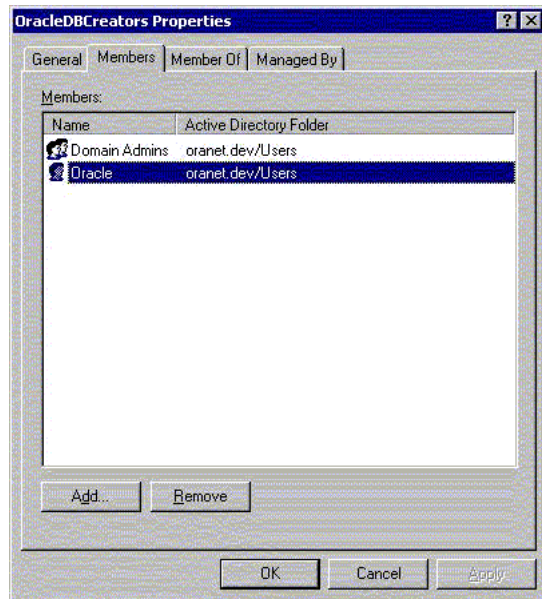 OracleDBCreators Properties
General Members Member Of Managed By
Members:
Name Active Directory Folder
Domain Admins oranet.dev/Users
Oracle oranet.dev/Users
Add... Remove
OK Cancel Apply